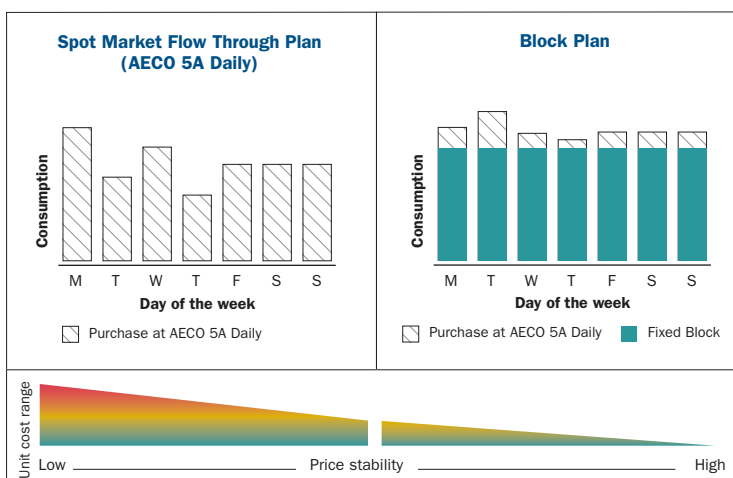 Spot Market Flow Through Plan
(AECO 5A Daily)
Consumption
M T W T F S S
Day of the week
Purchase at AECO 5A Daily
Block Plan
Consumption
M T W T F S S
Day of the week
Purchase at AECO 5A Daily Fixed Block
Unit cost range
Low Price stability High